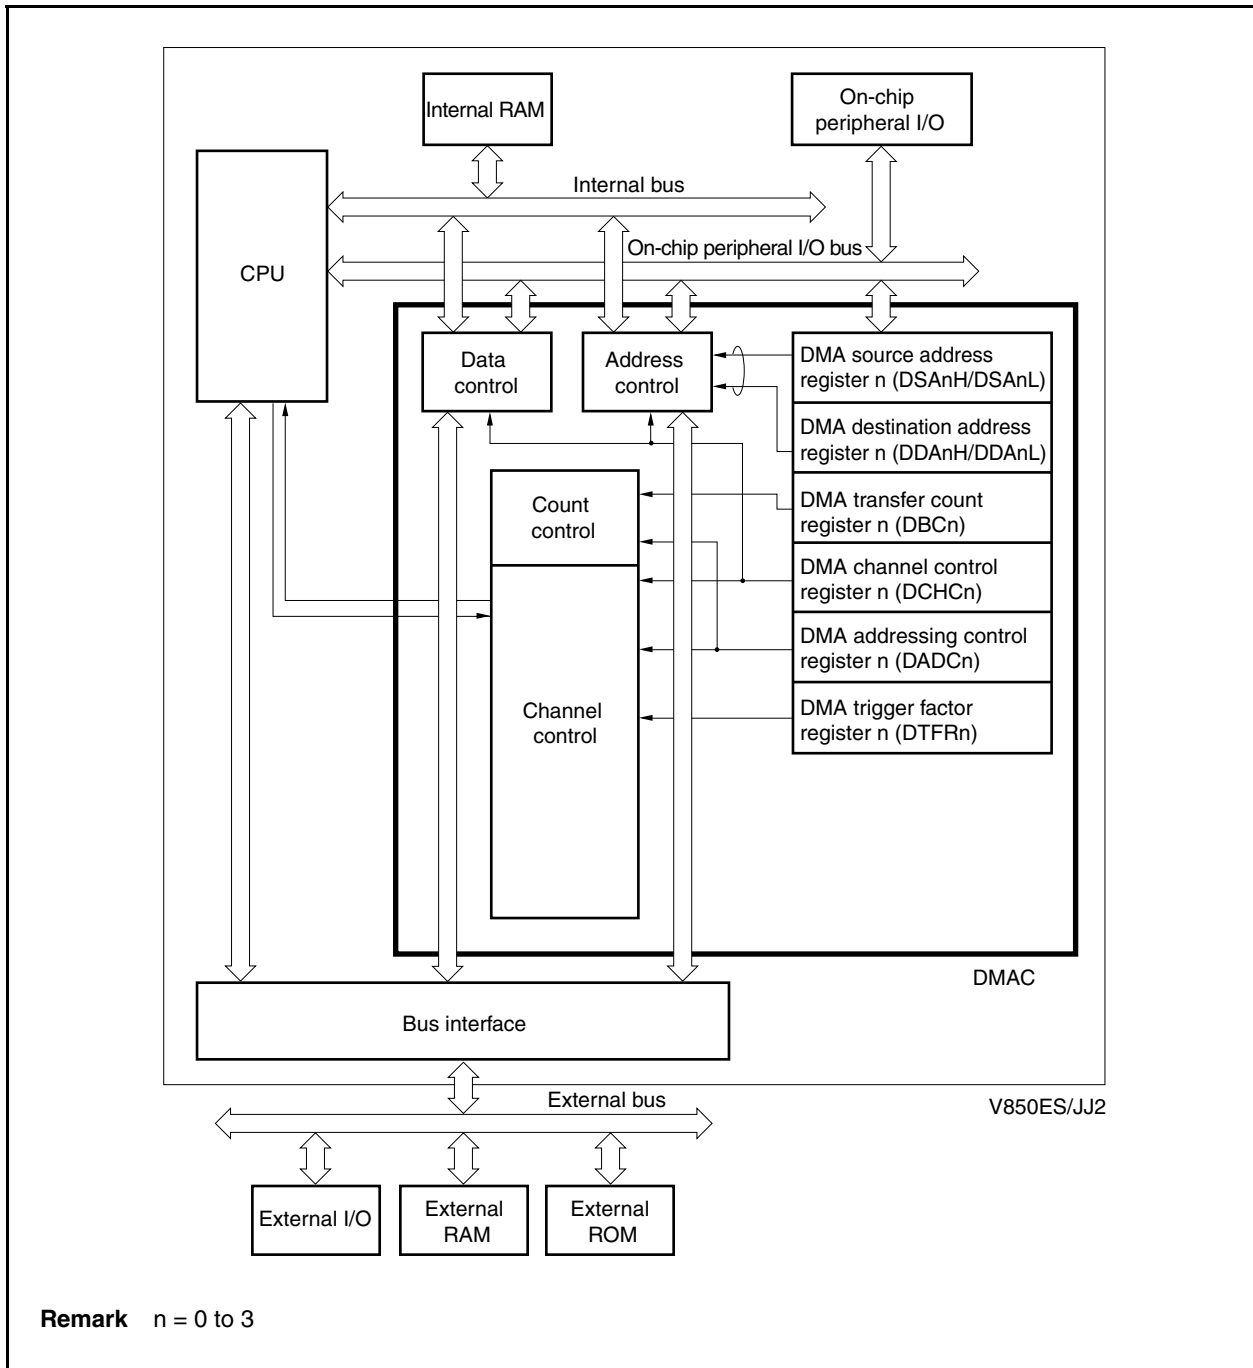 Internal RAM
On-chip
peripheral I/O
Internal bus
On-chip peripheral I/O bus
CPU
Data
control
Address
control
DMA source address
register n (DSAnH/DSAnL)
DMA destination address
register n (DDAnH/DDAnL)
Count
control
DMA transfer count
register n (DBCn)
DMA channel control
register n (DCHCn)
DMA addressing control
register n (DADCn)
Channel
control
DMA trigger factor
register n (DTFRn)
DMAC
Bus interface
External bus
V850ES/JJ2
External I/O
External
RAM
External
ROM
Remark n = 0 to 3